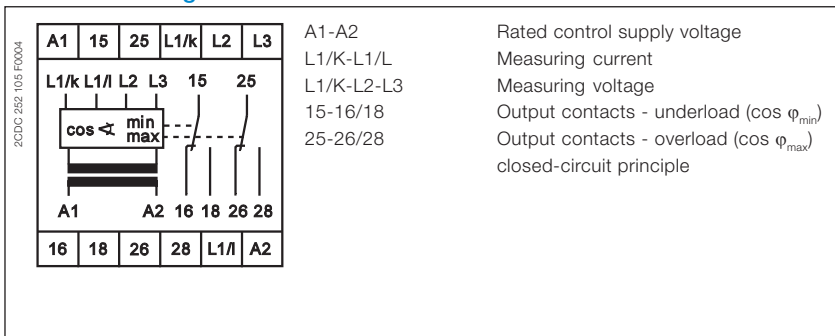 A1 15 25 L1/k L2 L3
L1/k L1/l L2 L3 15 25
cos ∢ min
max
A1 A2 16 18 26 28
16 18 26 28 L1/l A2
2CDC 252 105 F0004
A1-A2 Rated control supply voltage
L1/K-L1/L Measuring current
L1/K-L2-L3 Measuring voltage
15-16/18 Output contacts - underload (cos φmin)
25-26/28 Output contacts - overload (cos φmax)
closed-circuit principle